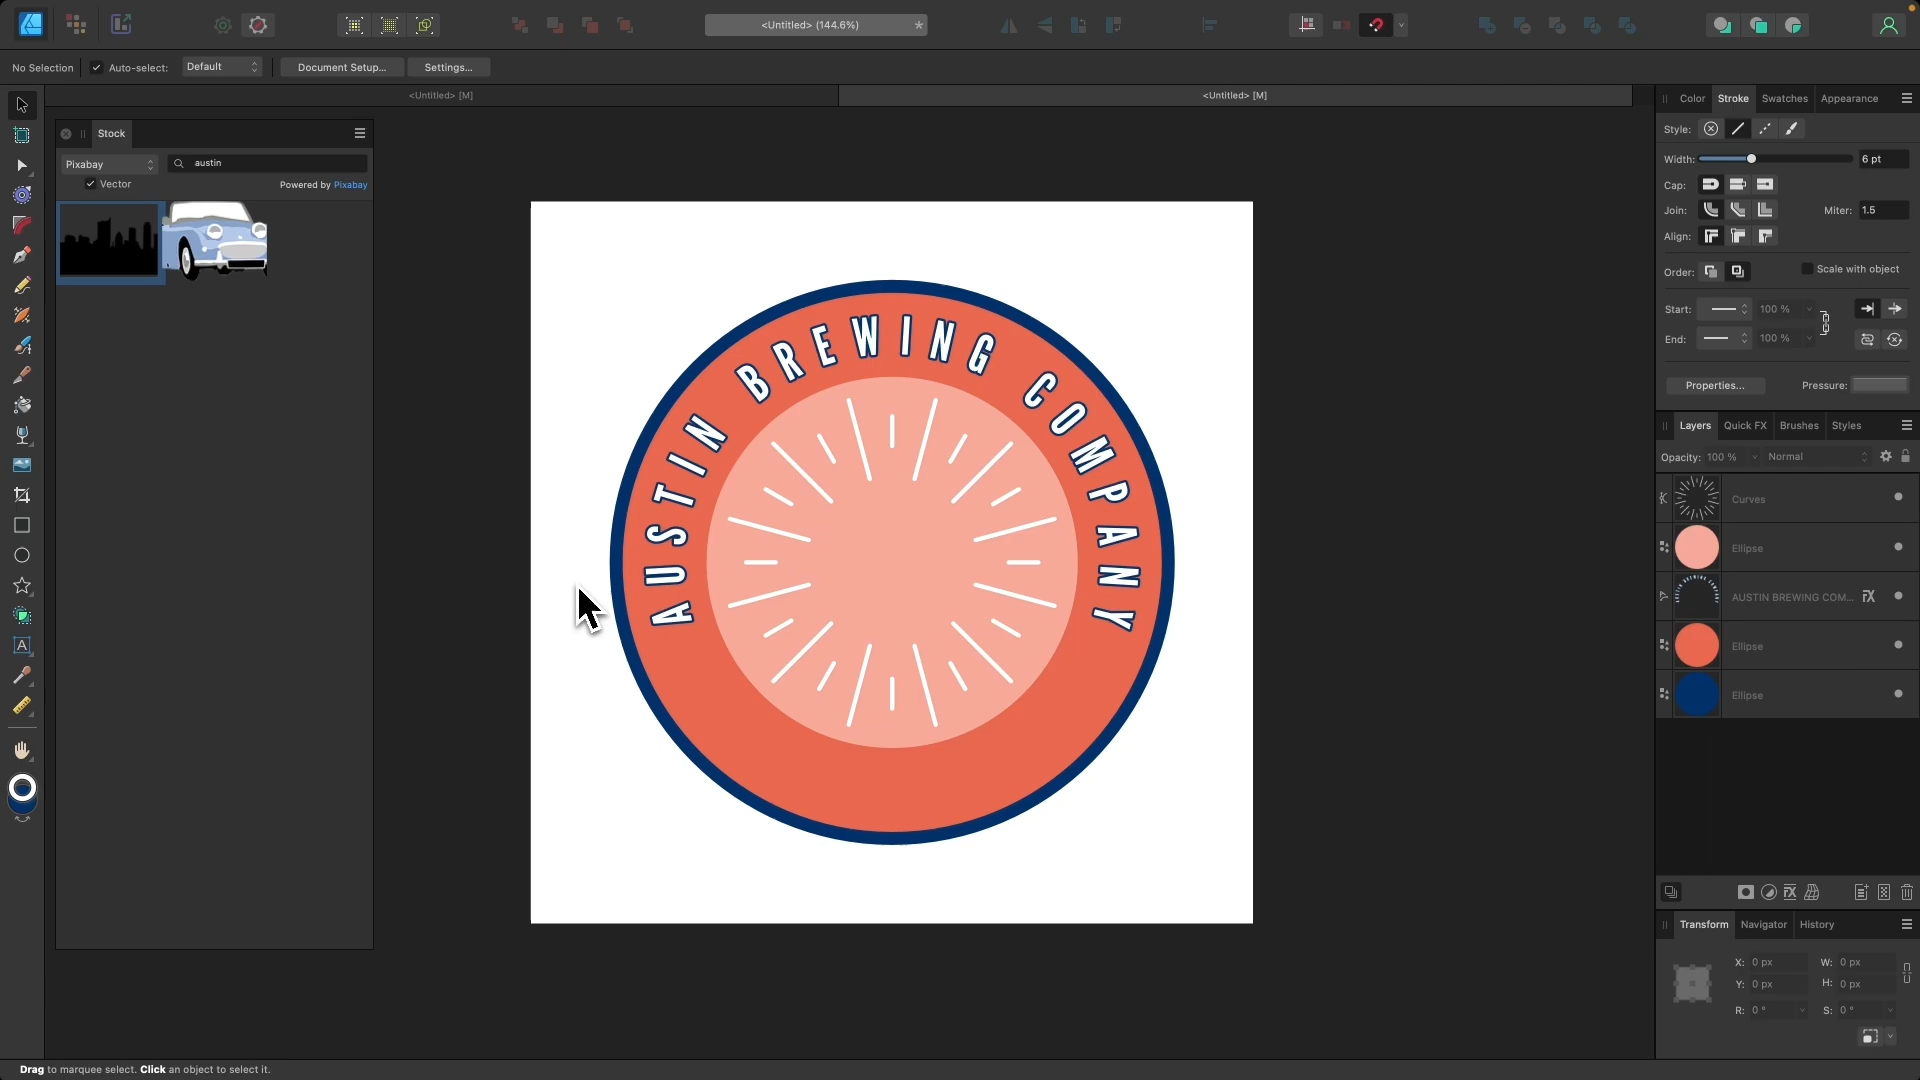 <Untitled> (144.6%)
*
No Selection
Auto-select:
Default
Document Setup...
Settings...
<Untitled> [M]
<Untitled> [M]
Stock
Pixabay
austin
Vector
Powered by Pixabay
AUSTIN BREWING COMPANY
Color
Stroke
Swatches
Appearance
Style:
Width:
6 pt
Cap:
Join:
Miter:
1.5
Align:
Order:
Scale with object
Start:
100 %
End:
100 %
Properties...
Pressure:
Layers
Quick FX
Brushes
Styles
Opacity:
100 %
Normal
Curves
Ellipse
AUSTIN BREWING COM...
Ellipse
Ellipse
Transform
Navigator
History
X: 0 px
W: 0 px
Y: 0 px
H: 0 px
R: 0 °
S: 0 °
Drag to marquee select. Click an object to select it.